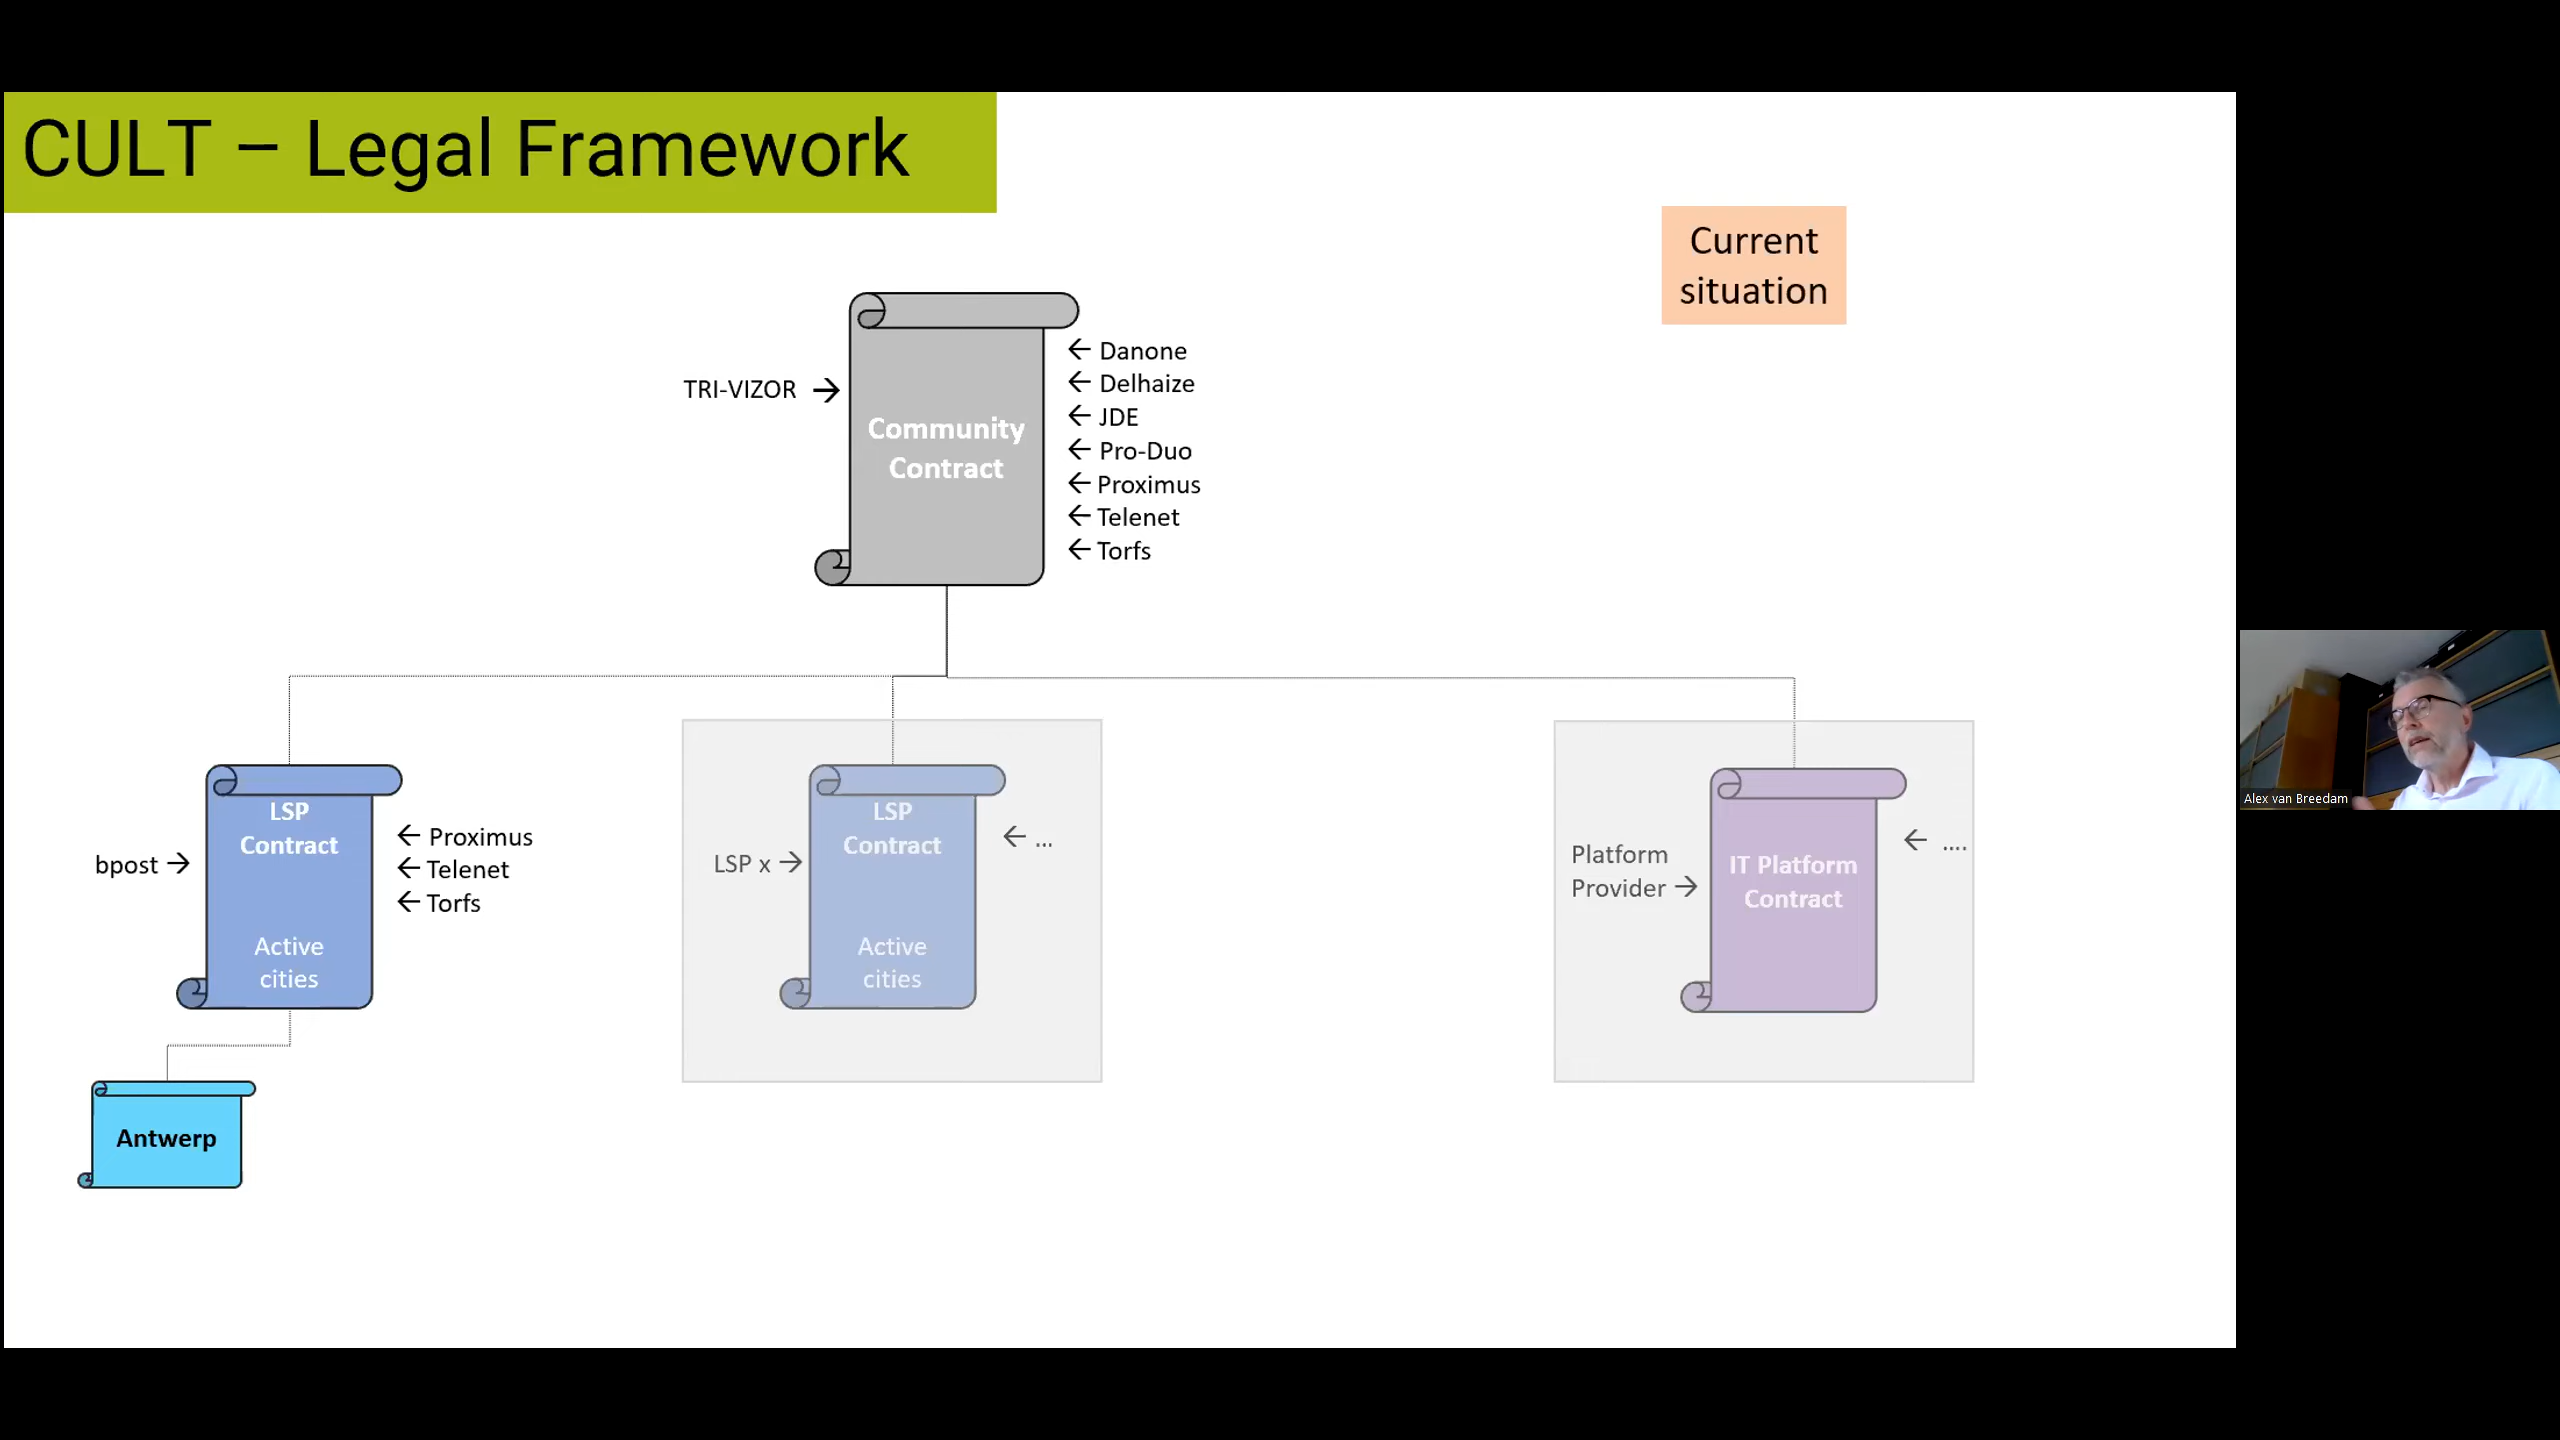 CULT – Legal Framework
Current
situation
TRI-VIZOR →
Community
Contract
← Danone
← Delhaize
← JDE
← Pro-Duo
← Proximus
← Telenet
← Torfs
bpost →
LSP
Contract
Active
cities
← Proximus
← Telenet
← Torfs
LSP x →
LSP
Contract
Active
cities
← ...
Platform
Provider →
IT Platform
Contract
← ....
Antwerp
Alex van Breedam